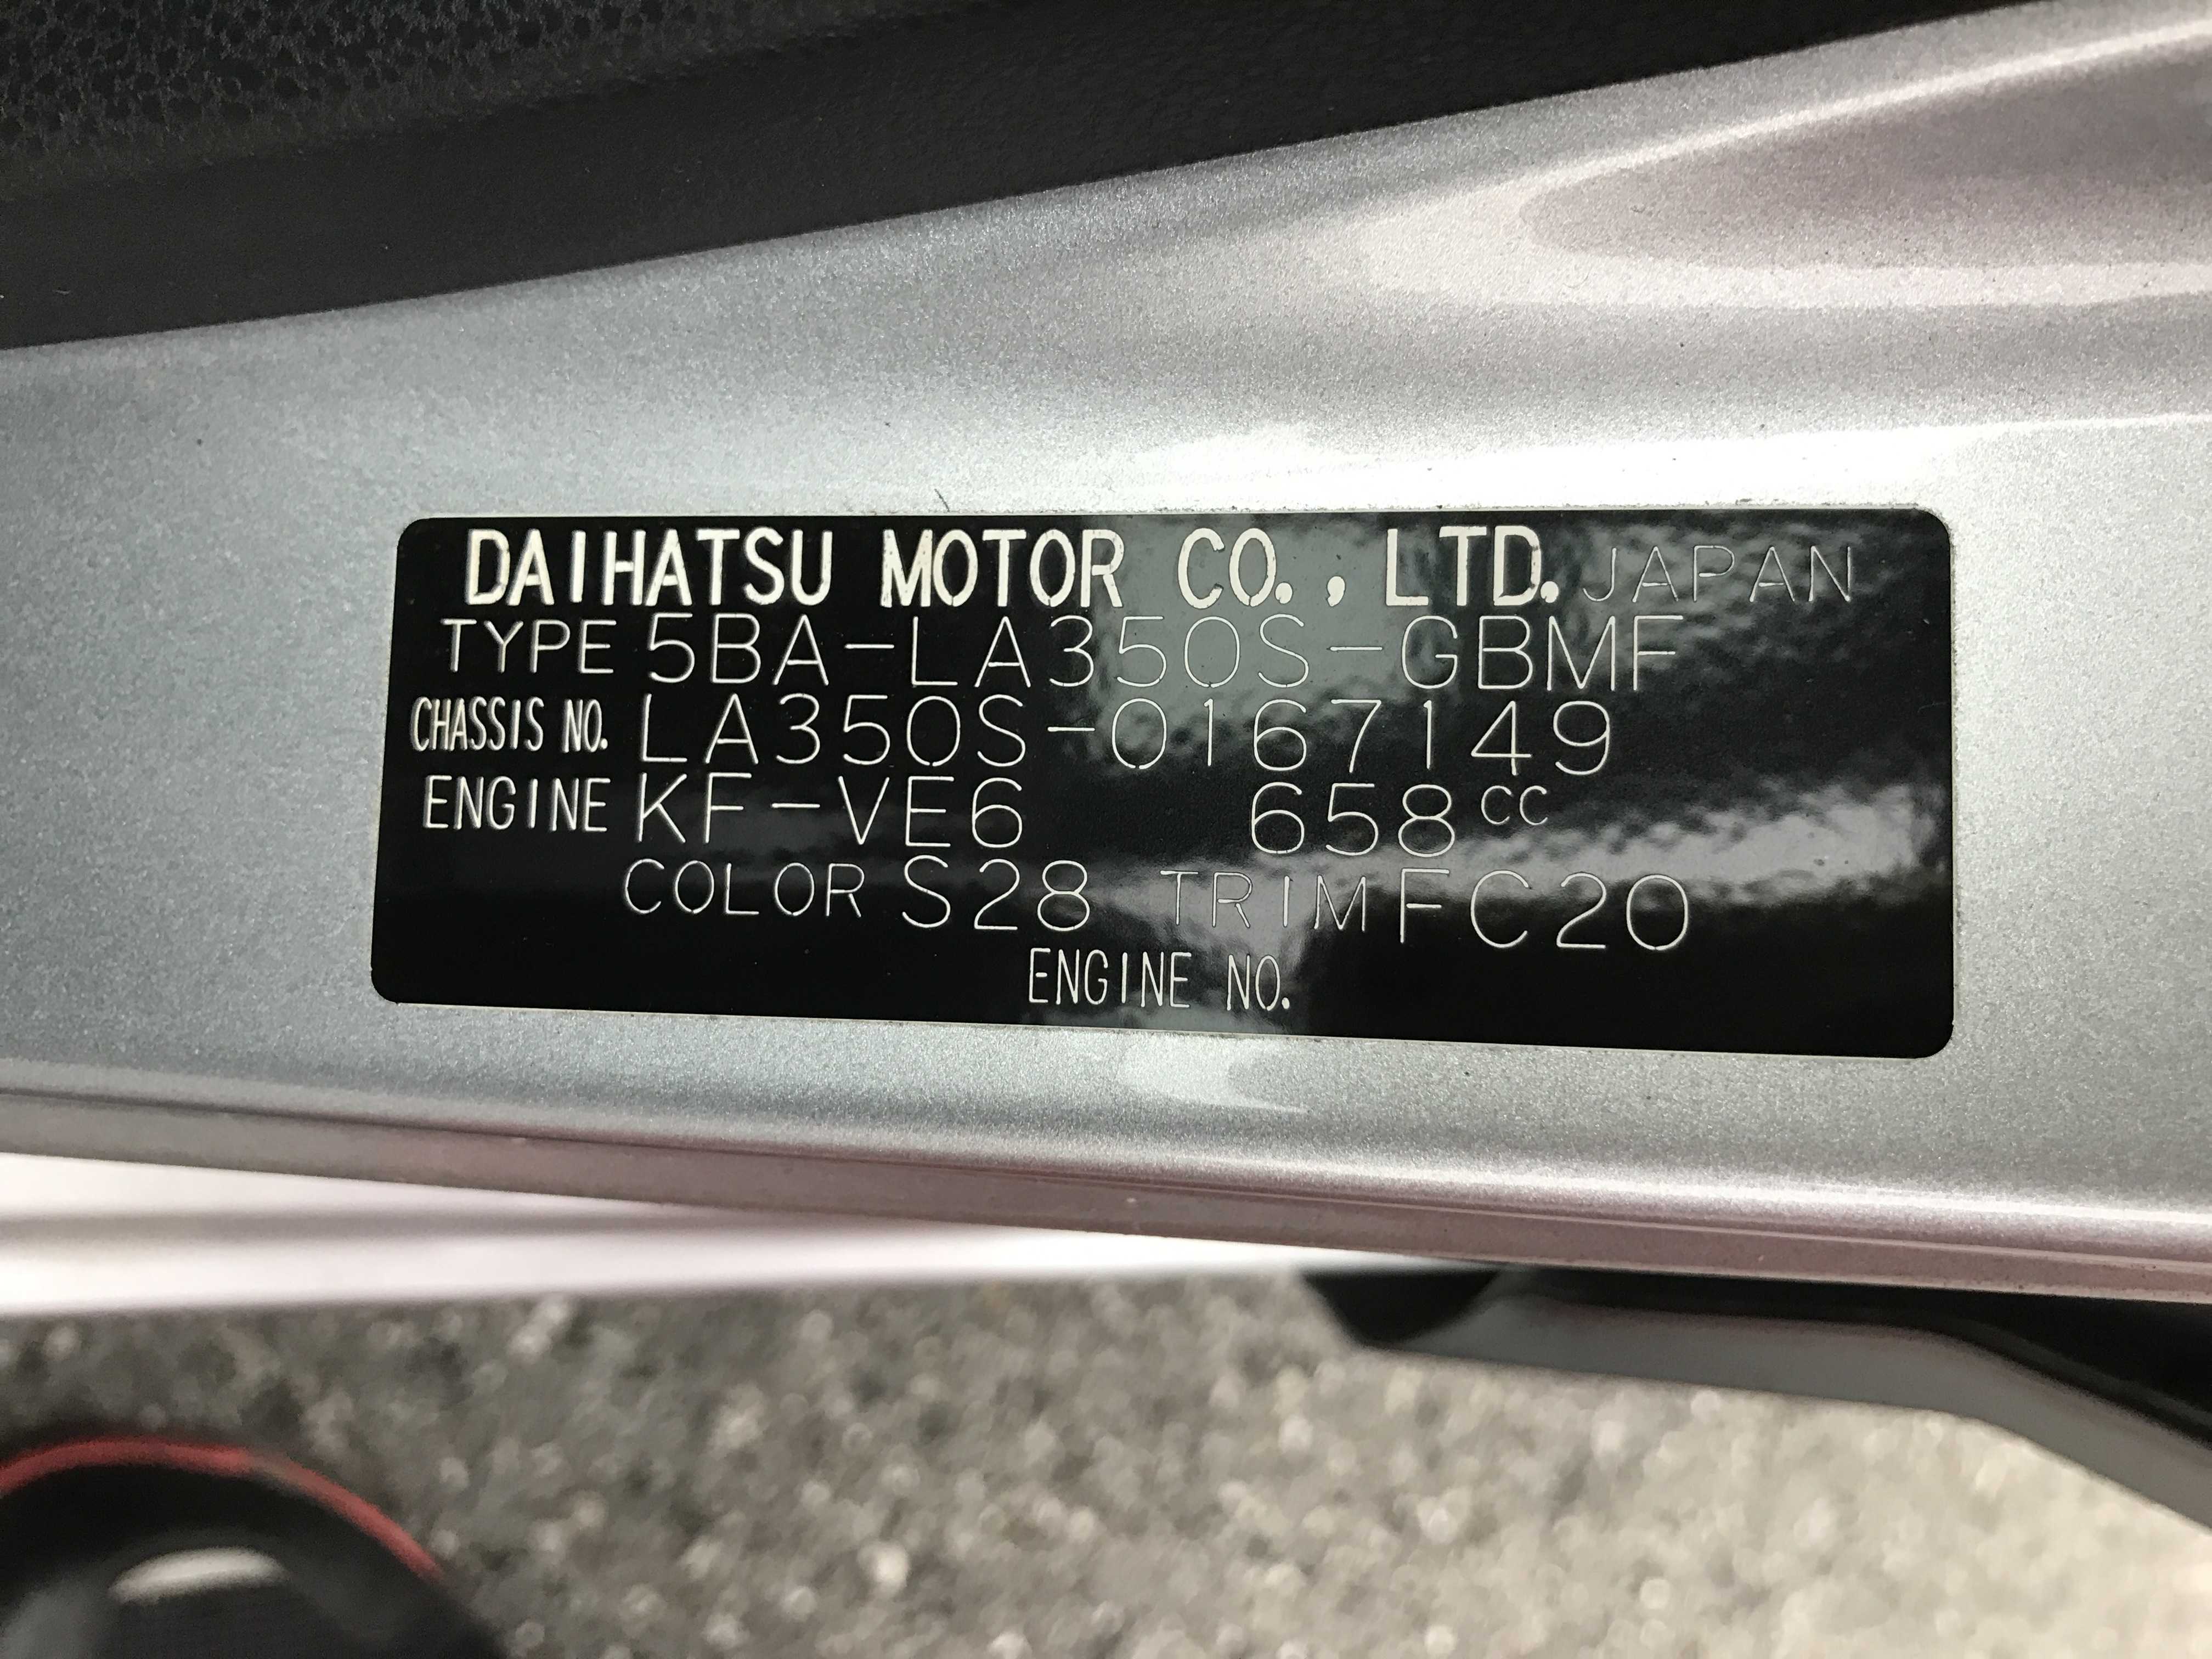 DAIHATSU MOTOR CO., LTD. JAPAN
TYPE 5BA-LA350S-GBMF
CHASSIS NO. LA350S-0167149
ENGINE KF-VE6 658cc
COLOR S28 TRIM FC20
ENGINE NO.